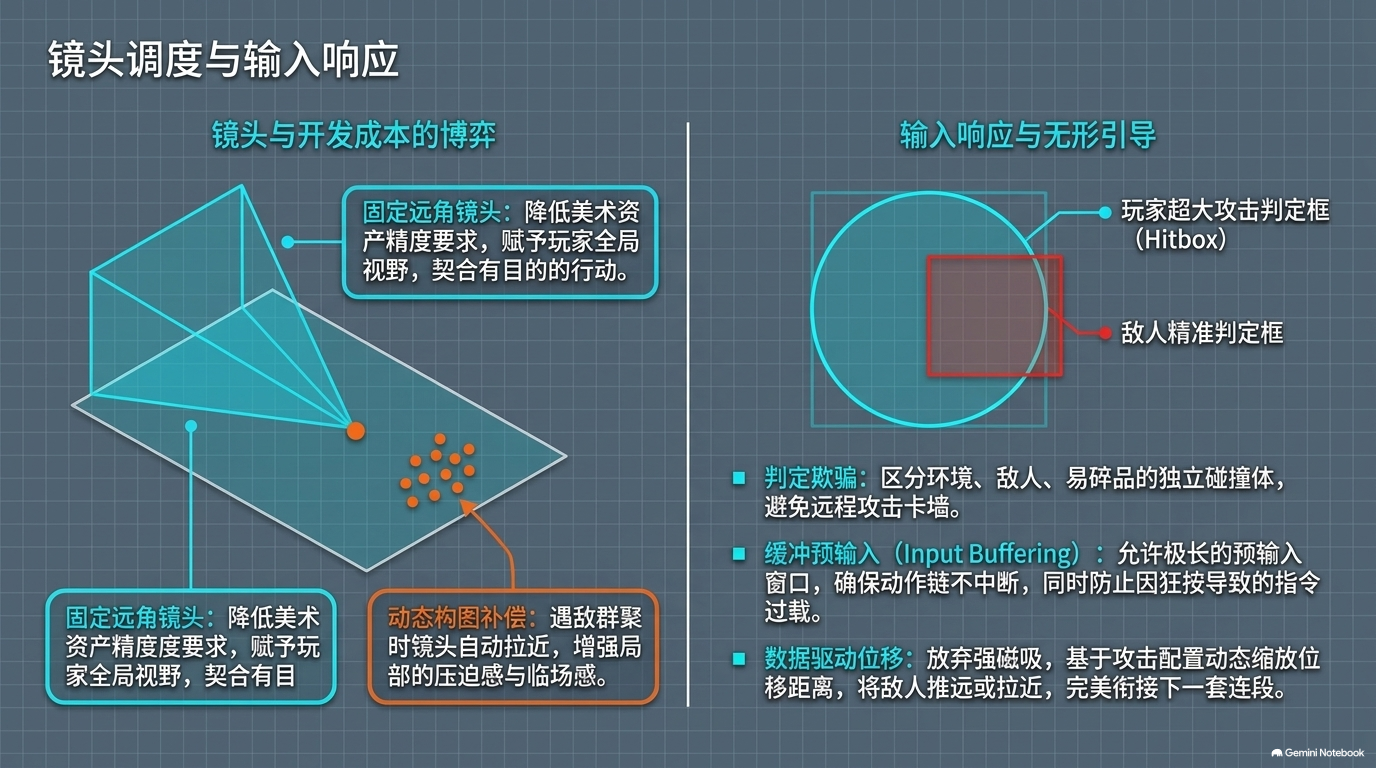 镜头调度与输入响应
镜头与开发成本的博弈
固定远角镜头：降低美术资
产精度要求，赋予玩家全局
视野，契合有目的的行动。
固定远角镜头：降低美术
资产精度度要求，赋予玩
家全局视野，契合有目
动态构图补偿：遇敌群聚
时镜头自动拉近，增强局
部的压迫感与临场感。
输入响应与无形引导
玩家超大攻击判定框
（Hitbox）
敌人精准判定框
判定欺骗：区分环境、敌人、易碎品的独立碰撞体，
避免远程攻击卡墙。
缓冲预输入（Input Buffering）：允许极长的预输入
窗口，确保动作链不中断，同时防止因狂按导致的指令
过载。
数据驱动位移：放弃强磁吸，基于攻击配置动态缩放位
移距离，将敌人推远或拉近，完美衔接下一套连段。
Gemini Notebook